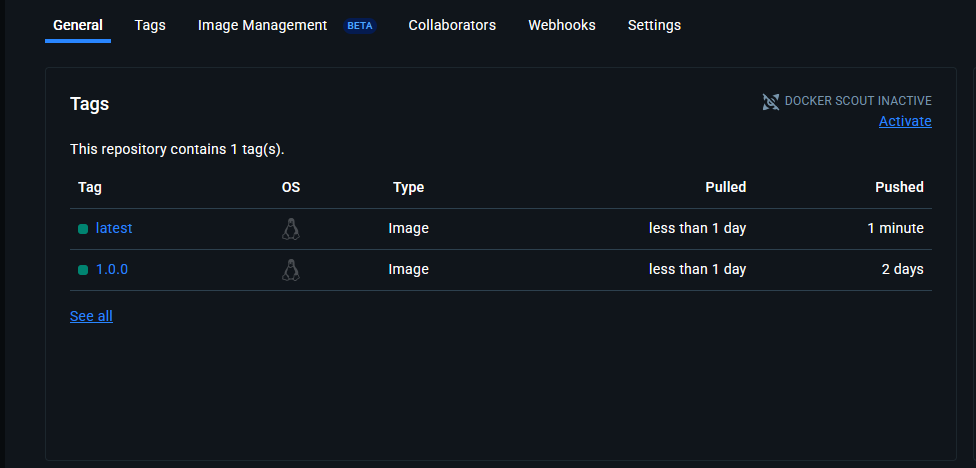 General Tags Image Management BETA Collaborators Webhooks Settings
Tags
DOCKER SCOUT INACTIVE
Activate
This repository contains 1 tag(s).
Tag OS Type Pulled Pushed
latest Image less than 1 day 1 minute
1.0.0 Image less than 1 day 2 days
See all